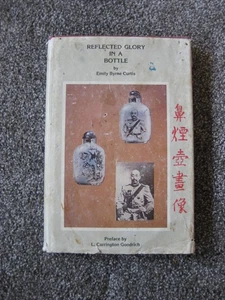 REFLECTED GLORY
IN A
BOTTLE
by
Emily Byrne Curtis
鼻煙壺畫像
Preface by
L. Carrington Goodrich